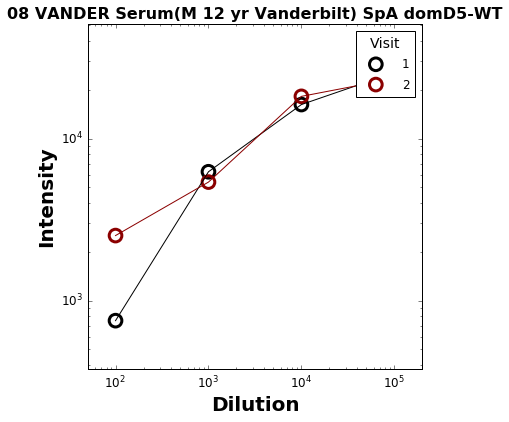 08 VANDER Serum(M 12 yr Vanderbilt) SpA domD5-WT
Visit
1
2
Intensity
10^4
10^3
10^2
10^3
10^4
10^5
Dilution